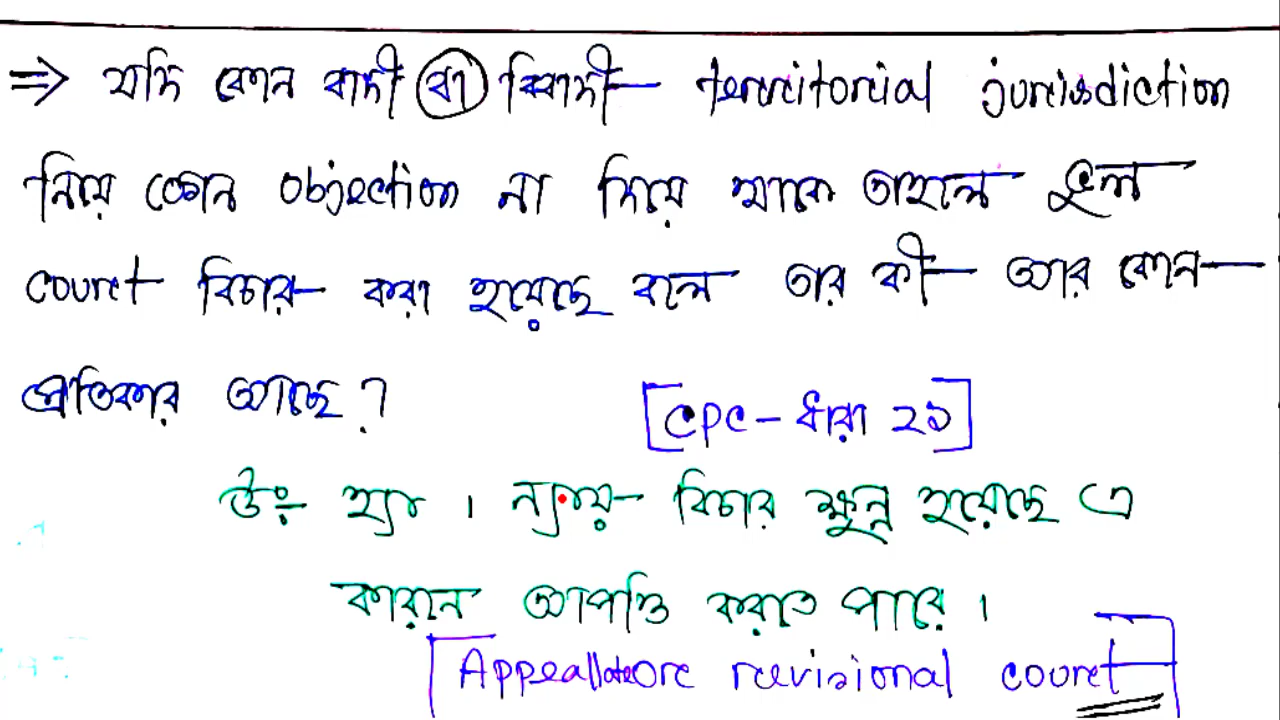 ⇒ যদি কোন বাদী বা বিবাদী territorial jurisdiction
নিয়ে কোন objection না দিয়ে থাকে তাহলে ভুল
court বিচার করা হয়েছে বলে তার কী আর কোন
প্রতিকার আছে?
[CPC - ধারা ২১]
উঃ হ্যা । ন্যায় বিচার ক্ষুন্ন হয়েছে এ
কারনে আপত্তি করতে পারে ।
[Appeallate or revisional court]